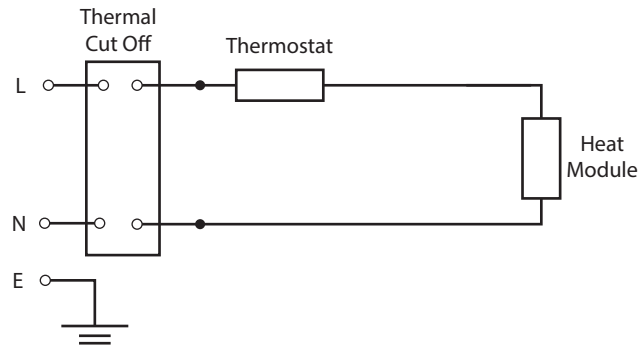 Thermal
Cut Off
Thermostat
L
Heat
Module
N
E